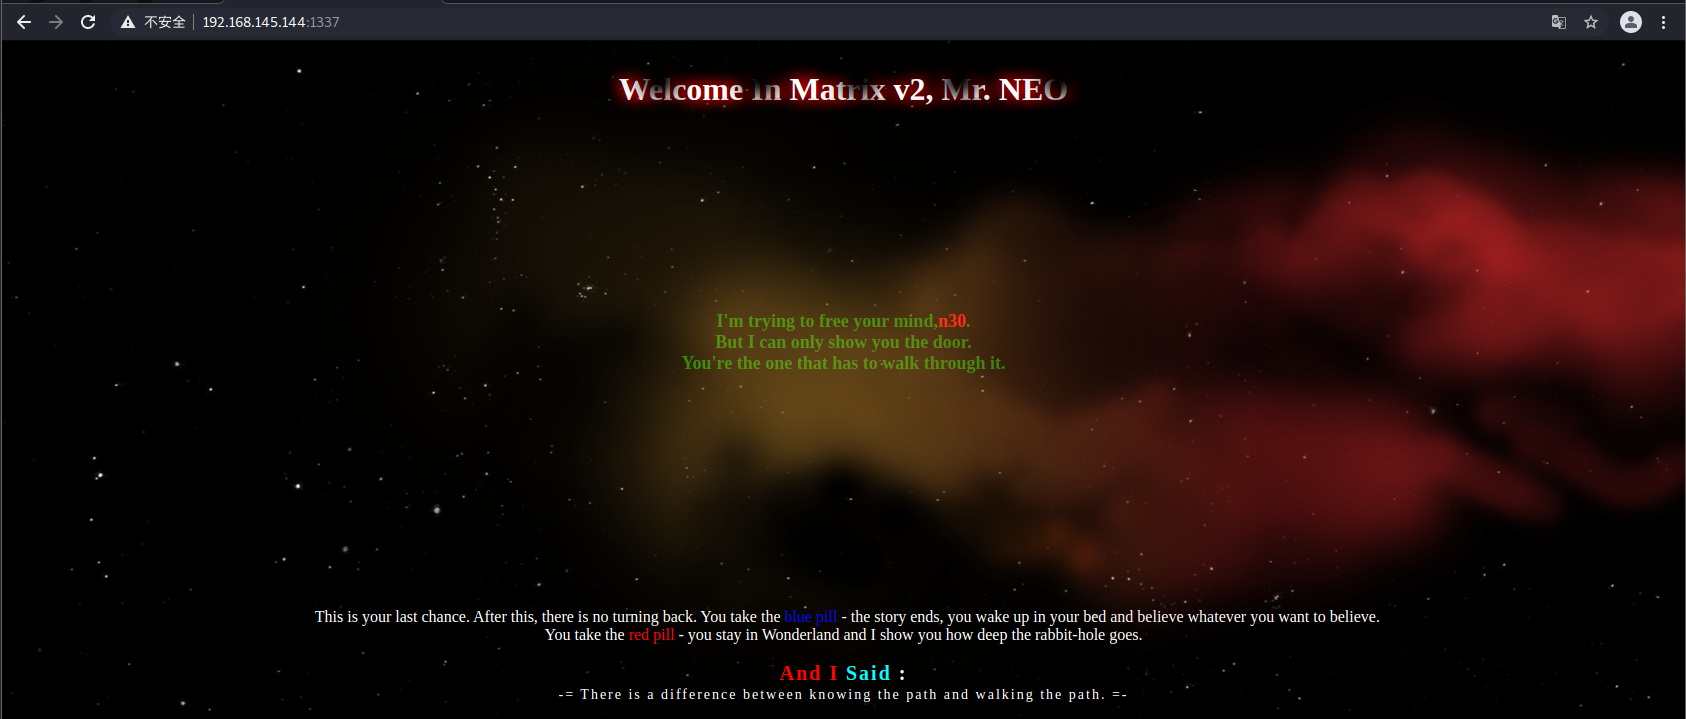 不安全 192.168.145.144:1337
Welcome In Matrix v2, Mr. NEO
I'm trying to free your mind,n30.
But I can only show you the door.
You're the one that has to walk through it.
This is your last chance. After this, there is no turning back. You take the blue pill - the story ends, you wake up in your bed and believe whatever you want to believe.
You take the red pill - you stay in Wonderland and I show you how deep the rabbit-hole goes.
And I Said :
-= There is a difference between knowing the path and walking the path. =-